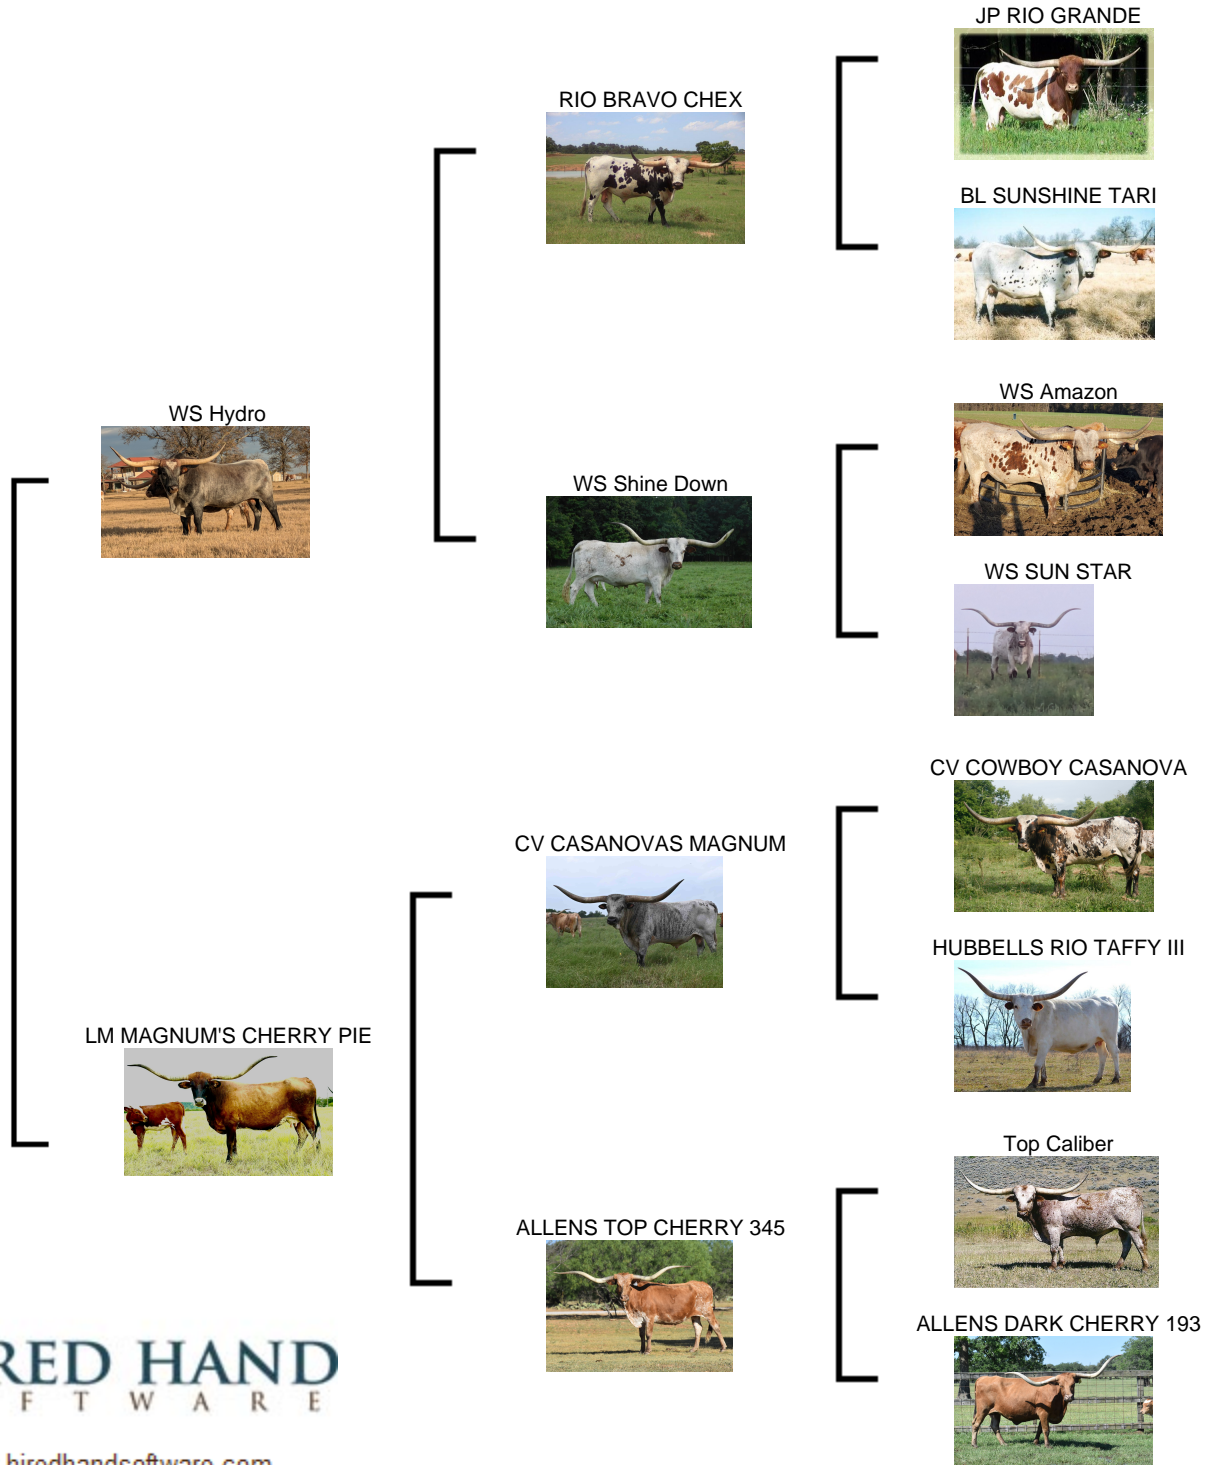 JP RIO GRANDE
RIO BRAVO CHEX
BL SUNSHINE TARI
WS Amazon
WS Hydro
WS Shine Down
WS SUN STAR
CV COWBOY CASANOVA
CV CASANOVAS MAGNUM
HUBBELLS RIO TAFFY III
LM MAGNUM'S CHERRY PIE
Top Caliber
ALLENS TOP CHERRY 345
ALLENS DARK CHERRY 193
RED HAND
F T W A R E
hiredhandsoftware.com